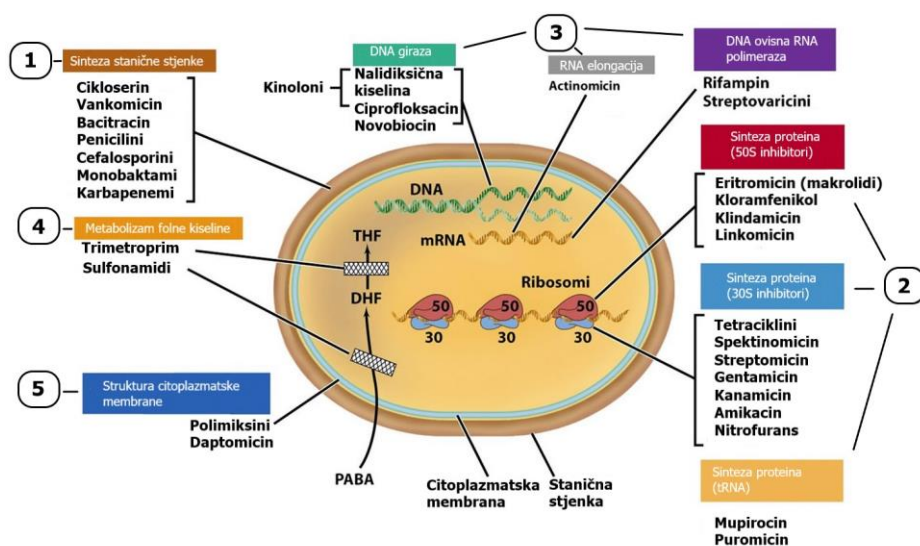 1
Sinteza stanične stjenke
Cikloserin
Vankomicin
Bacitracin
Penicilini
Cefalosporini
Monobaktami
Karbapenemi
DNA giraza
Kinoloni
Nalidiksična
kiselina
Ciprofloksacin
Novobiocin
3
RNA elongacija
Actinomicin
DNA ovisna RNA
polimeraza
Rifampin
Streptovaricini
Sinteza proteina
(50S inhibitori)
Eritromicin (makrolidi)
Kloramfenikol
Klindamicin
Linkomicin
4
Metabolizam folne kiseline
Trimetroprim
Sulfonamidi
DNA
mRNA
THF
DHF
Ribosomi
50
50
50
30
30
30
2
Sinteza proteina
(30S inhibitori)
Tetraciklini
Spektinomicin
Streptomicin
Gentamicin
Kanamicin
Amikacin
Nitrofurans
5
Struktura citoplazmatske
membrane
Polimiksini
Daptomicin
PABA
Citoplazmatska
membrana
Stanična
stjenka
Sinteza proteina
(tRNA)
Mupirocin
Puromicin